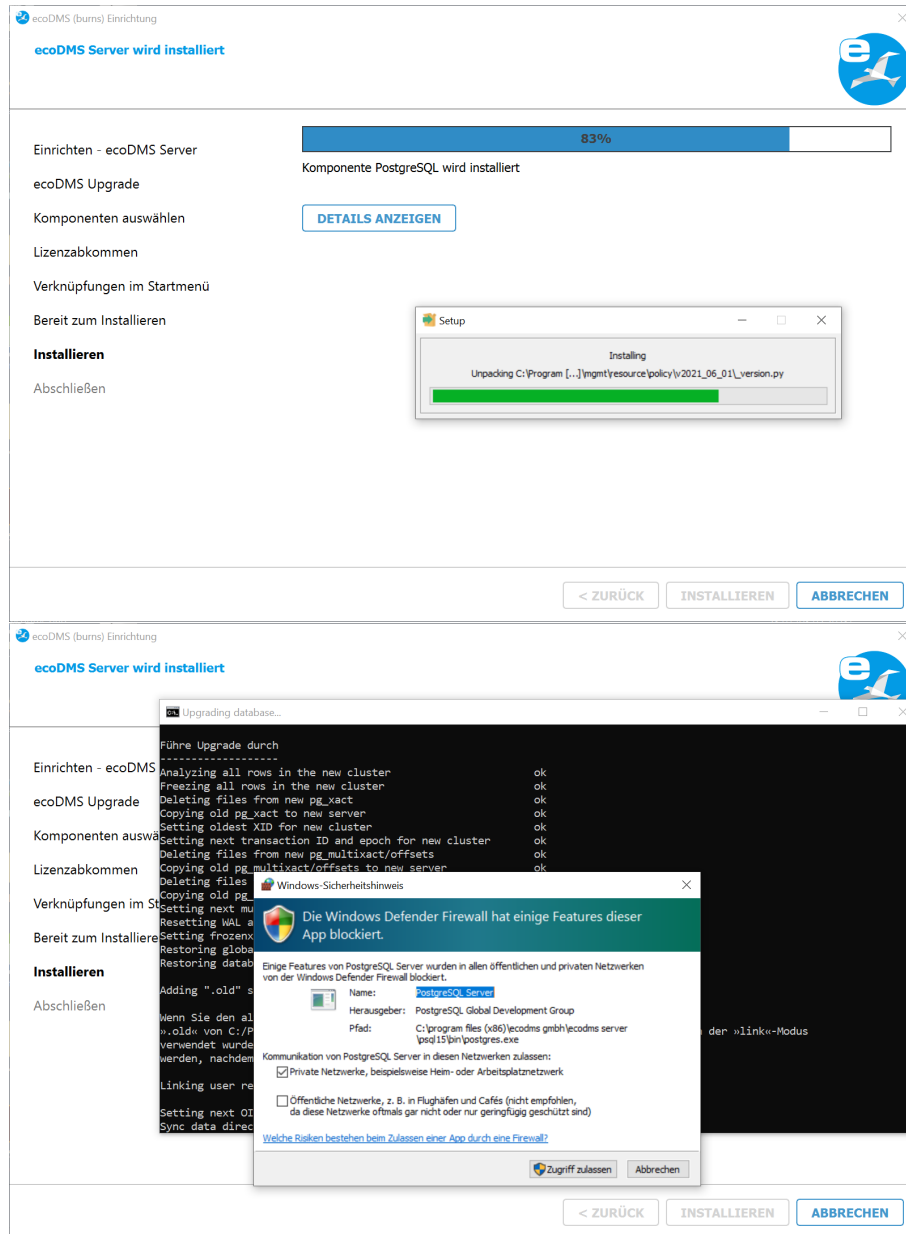 ecoDMS (burns) Einrichtung
ecoDMS Server wird installiert
e
Einrichten - ecoDMS Server
ecoDMS Upgrade
Komponenten auswählen
Lizenzabkommen
Verknüpfungen im Startmenü
Bereit zum Installieren
Installieren
Abschließen
83%
Komponente PostgreSQL wird installiert
DETAILS ANZEIGEN
Setup
Installing
Unpacking C:\Program [...]\mgmt\resource\policy\v2021_06_01\_version.py
< ZURÜCK INSTALLIEREN ABBRECHEN
ecoDMS (burns) Einrichtung
ecoDMS Server wird installiert
e
Einrichten - ecoDMS
ecoDMS Upgrade
Komponenten auswä
Lizenzabkommen
Verknüpfungen im St
Bereit zum Installiere
Installieren
Abschließen
Upgrading database...
Führe Upgrade durch
------------------
Analyzing all rows in the new cluster ok
Freezing all rows in the new cluster ok
Deleting files from new pg_xact ok
Copying old pg_xact to new server ok
Setting oldest XID for new cluster ok
Setting next transaction ID and epoch for new cluster ok
Deleting files from new pg_multixact/offsets ok
Copying old pg_multixact/offsets to new server ok
Deleting files
Copying old pg_
Setting next mu
Resetting WAL a
Setting frozenx
Restoring globa
Restoring datab
Adding ".old" s
Wenn Sie den al
».old« von C:/P der »link«-Modus
verwendet wurde
werden, nachdem
Linking user re
Setting next OI
Sync data direc
Windows-Sicherheitshinweis
Die Windows Defender Firewall hat einige Features dieser
App blockiert.
Einige Features von PostgreSQL Server wurden in allen öffentlichen und privaten Netzwerken
von der Windows Defender Firewall blockiert.
Name: PostgreSQL Server
Herausgeber: PostgreSQL Global Development Group
Pfad: C:\program files (x86)\ecodms gmbh\ecodms server
\psql15\bin\postgres.exe
Kommunikation von PostgreSQL Server in diesen Netzwerken zulassen:
Private Netzwerke, beispielsweise Heim- oder Arbeitsplatznetzwerk
Öffentliche Netzwerke, z. B. in Flughäfen und Cafés (nicht empfohlen,
da diese Netzwerke oftmals gar nicht oder nur geringfügig geschützt sind)
Welche Risiken bestehen beim Zulassen einer App durch eine Firewall?
Zugriff zulassen Abbrechen
< ZURÜCK INSTALLIEREN ABBRECHEN